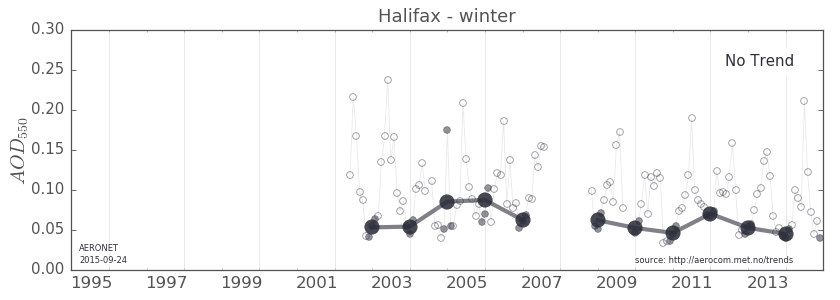 Halifax - winter
0.30
0.25
0.20
0.15
0.10
0.05
0.00
AOD550
No Trend
AERONET
2015-09-24
source: http://aerocom.met.no/trends
1995 1997 1999 2001 2003 2005 2007 2009 2011 2013